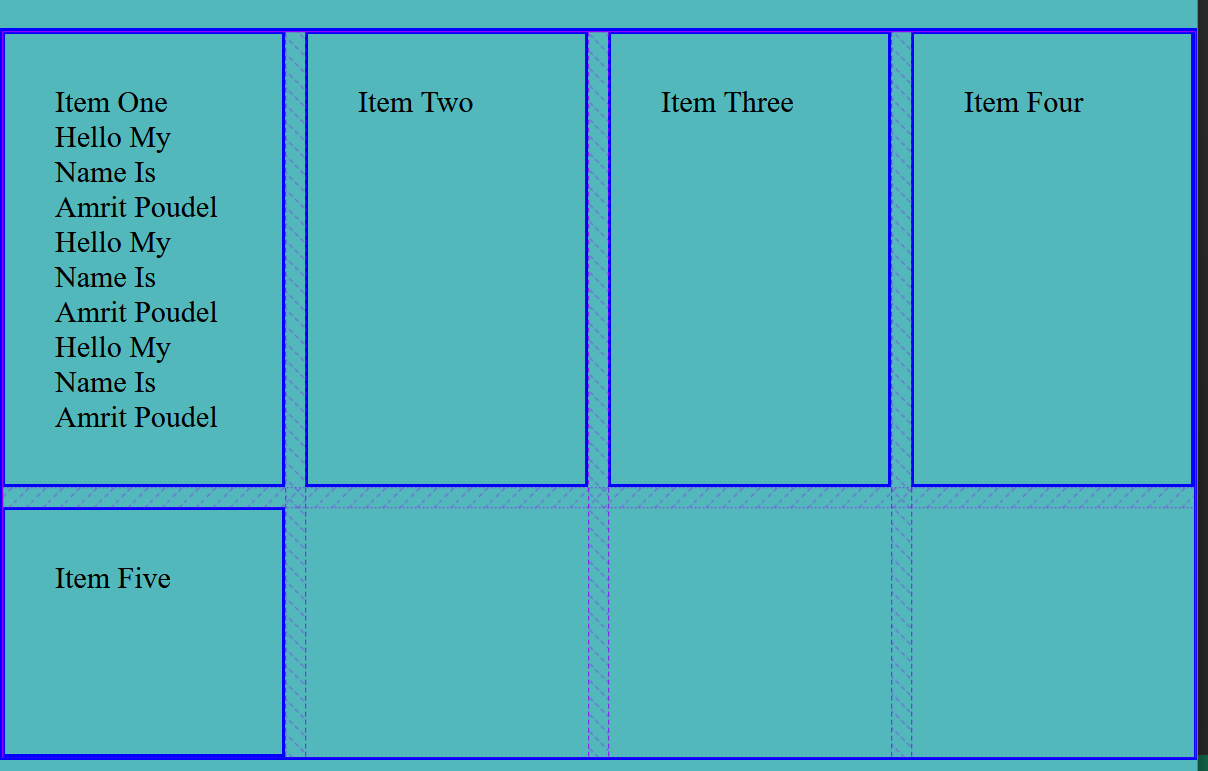 Item One
Hello My
Name Is
Amrit Poudel
Hello My
Name Is
Amrit Poudel
Hello My
Name Is
Amrit Poudel
Item Two
Item Three
Item Four
Item Five